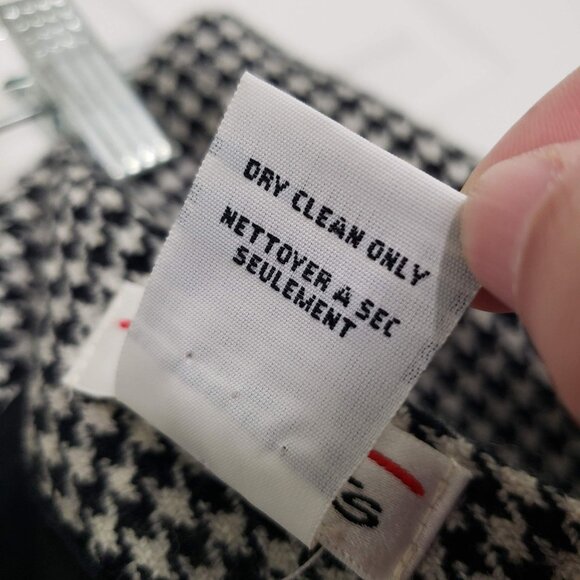 DRY CLEAN ONLY
NETTOYER A SEC
SEULEMENT